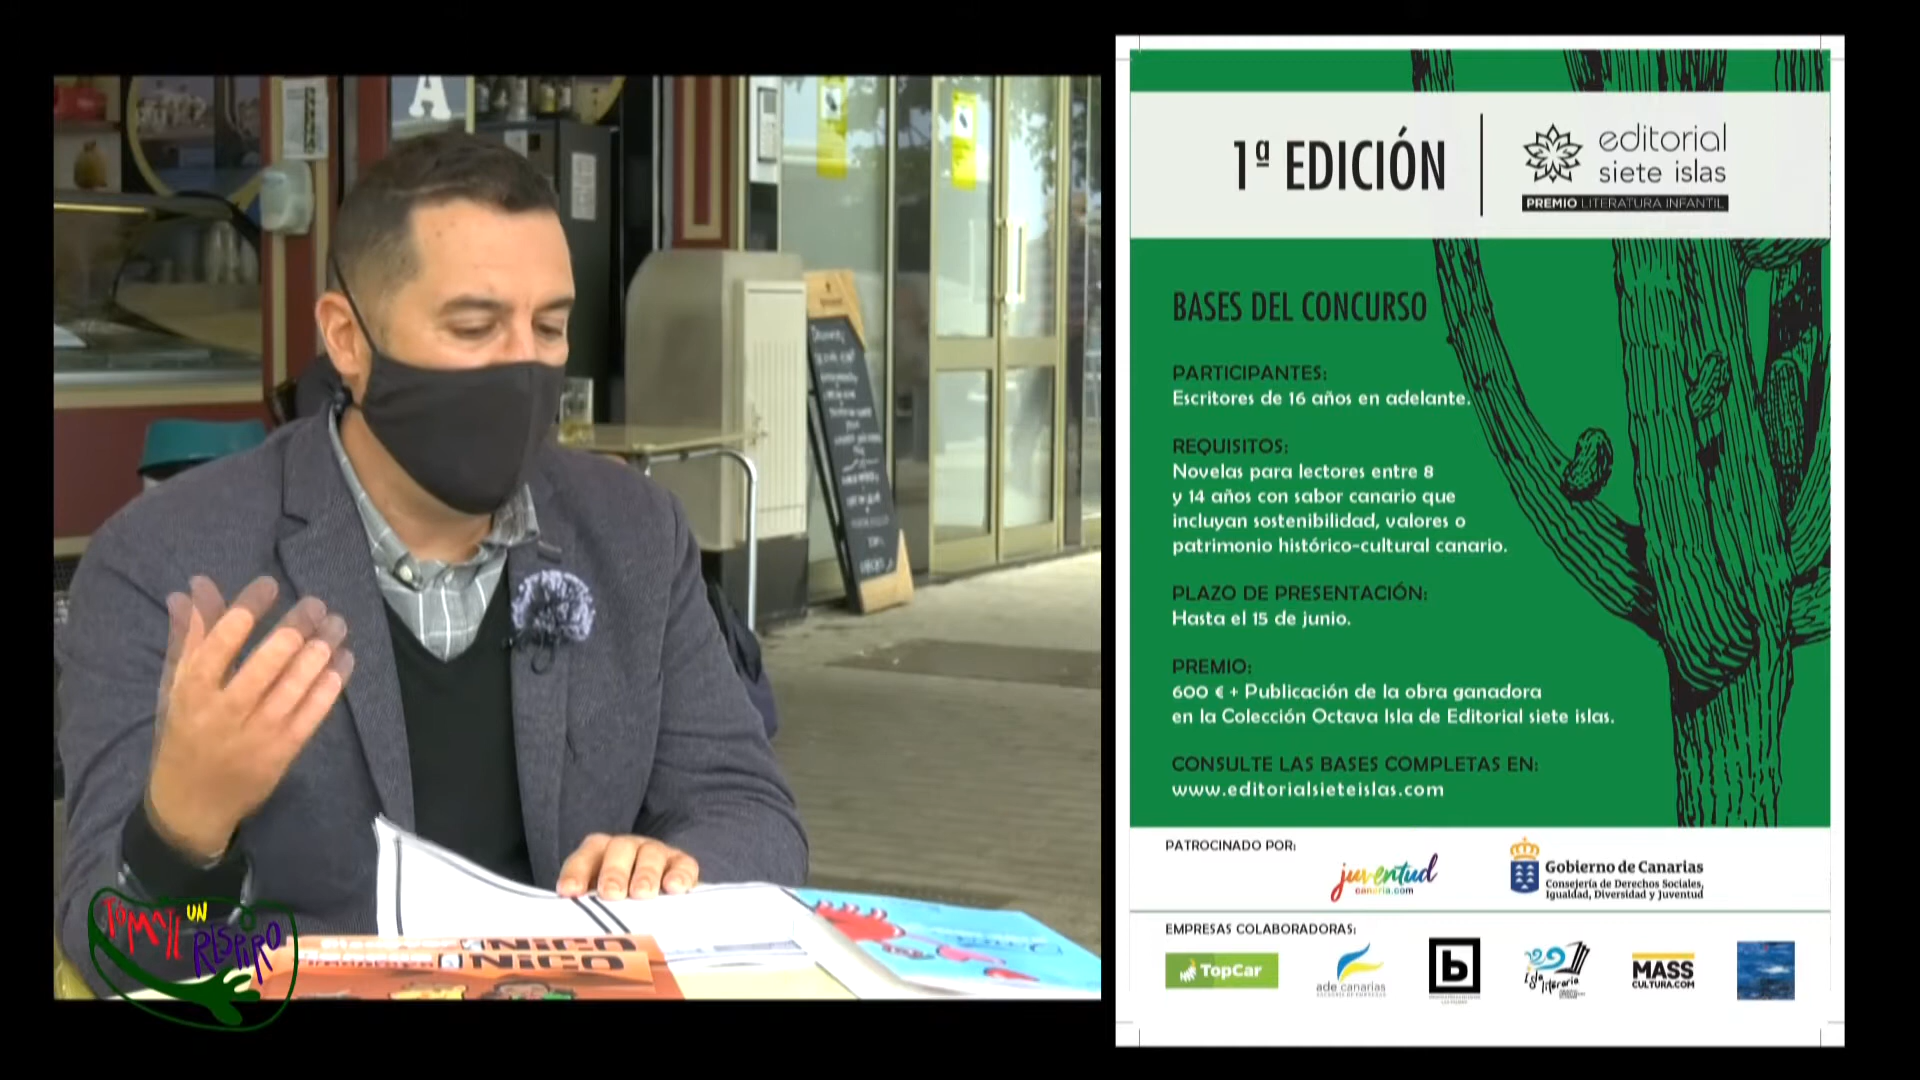 A
TÓMATE
UN
RESPIRO
NICO
NICO
1ª EDICIÓN
editorial
siete islas
PREMIO LITERATURA INFANTIL
BASES DEL CONCURSO
PARTICIPANTES:
Escritores de 16 años en adelante.
REQUISITOS:
Novelas para lectores entre 8
y 14 años con sabor canario que
incluyan sostenibilidad, valores o
patrimonio histórico-cultural canario.
PLAZO DE PRESENTACIÓN:
Hasta el 15 de junio.
PREMIO:
600 € + Publicación de la obra ganadora
en la Colección Octava Isla de Editorial siete islas.
CONSULTE LAS BASES COMPLETAS EN:
www.editorialsieteislas.com
PATROCINADO POR:
juventud
canaria.com
Gobierno de Canarias
Consejería de Derechos Sociales,
Igualdad, Diversidad y Juventud
EMPRESAS COLABORADORAS:
TopCar
ade canarias
b
isla
literaria
MASS
CULTURA.COM